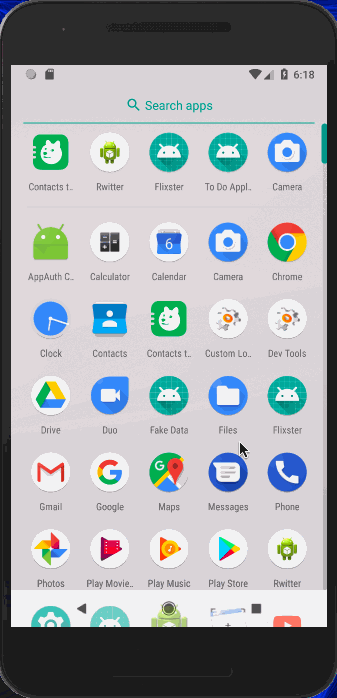 6:18
Search apps
Contacts t.. Rwitter Flixster To Do Appl.. Camera
AppAuth C.. Calculator Calendar Camera Chrome
6
Clock Contacts Contacts t.. Custom Lo.. Dev Tools
Drive Duo Fake Data Files Flixster
Gmail Google Maps Messages Phone
Photos Play Movie.. Play Music Play Store Rwitter